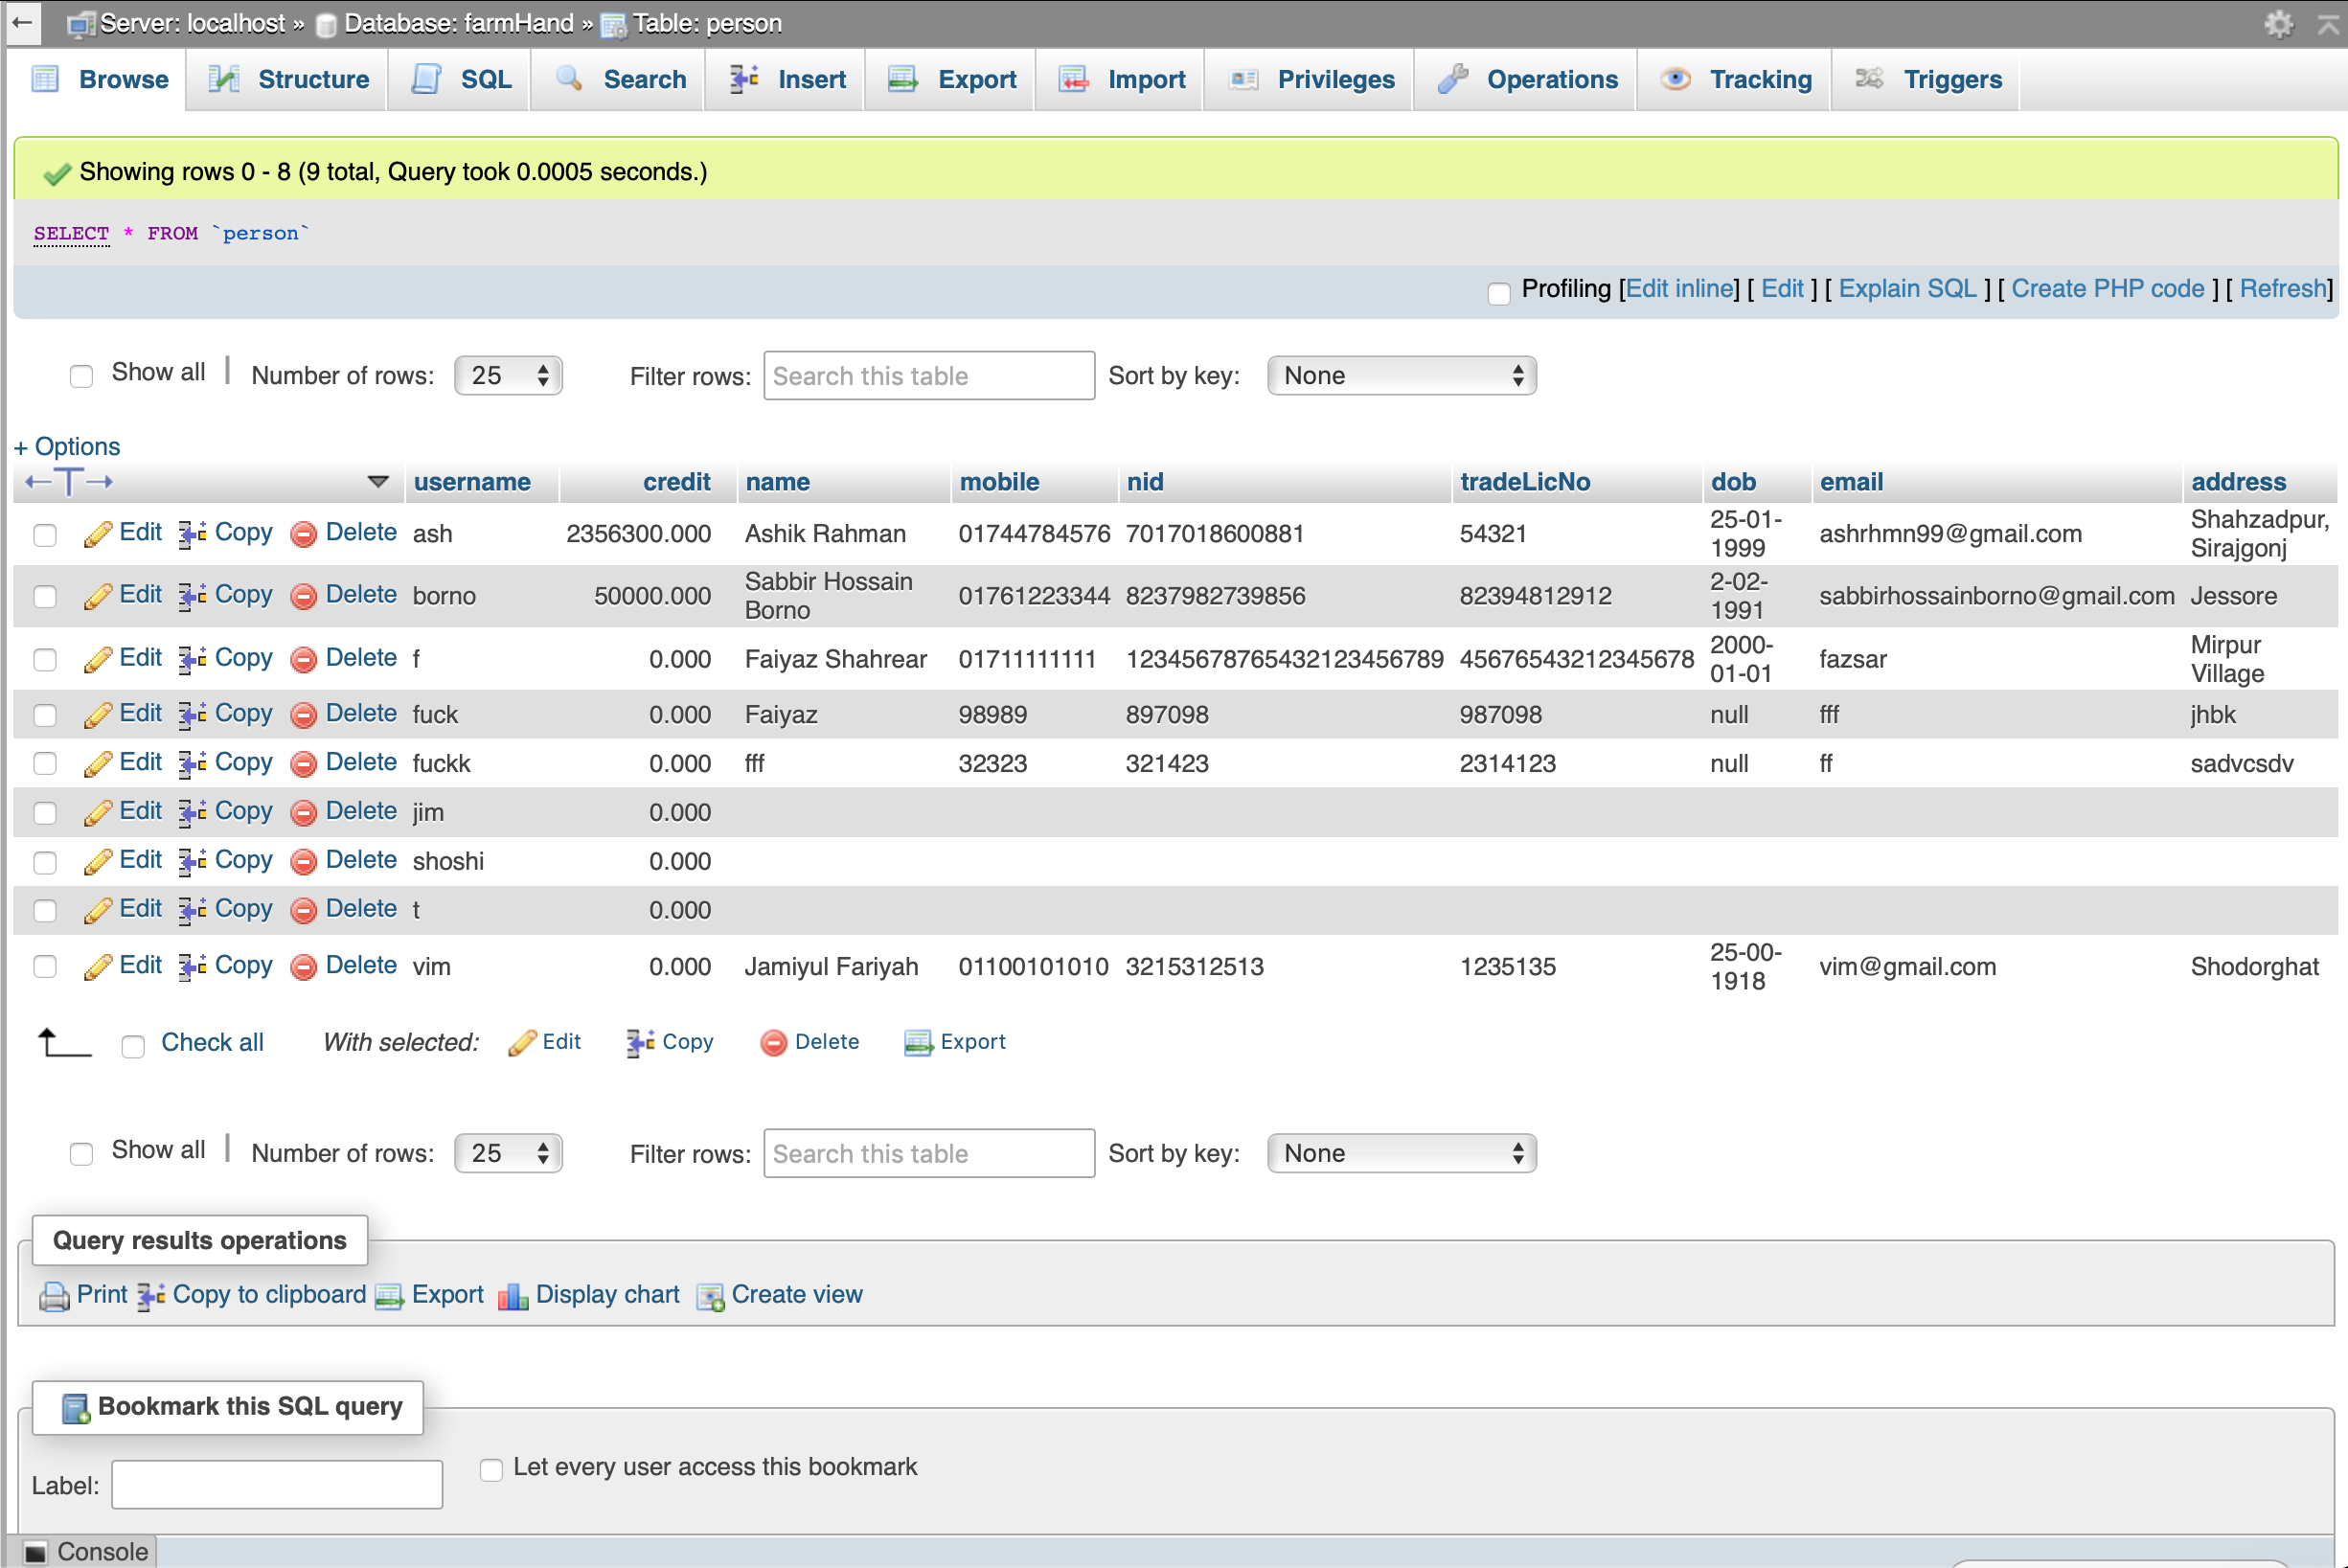 Server: localhost » Database: farmHand » Table: person
Browse Structure SQL Search Insert Export Import Privileges Operations Tracking Triggers
Showing rows 0 - 8 (9 total, Query took 0.0005 seconds.)
SELECT * FROM `person`
Profiling [Edit inline] [ Edit ] [ Explain SQL ] [ Create PHP code ] [ Refresh]
Show all | Number of rows: 25 Filter rows: Search this table Sort by key: None
+ Options
←T→ username credit name mobile nid tradeLicNo dob email address
Edit Copy Delete ash 2356300.000 Ashik Rahman 01744784576 7017018600881 54321 25-01-1999 ashrhmn99@gmail.com Shahzadpur, Sirajgonj
Edit Copy Delete borno 50000.000 Sabbir Hossain Borno 01761223344 8237982739856 82394812912 2-02-1991 sabbirhossainborno@gmail.com Jessore
Edit Copy Delete f 0.000 Faiyaz Shahrear 01711111111 12345678765432123456789 45676543212345678 2000-01-01 fazsar Mirpur Village
Edit Copy Delete fuck 0.000 Faiyaz 98989 897098 987098 null fff jhbk
Edit Copy Delete fuckk 0.000 fff 32323 321423 2314123 null ff sadvcsdv
Edit Copy Delete jim 0.000
Edit Copy Delete shoshi 0.000
Edit Copy Delete t 0.000
Edit Copy Delete vim 0.000 Jamiyul Fariyah 01100101010 3215312513 1235135 25-00-1918 vim@gmail.com Shodorghat
Check all With selected: Edit Copy Delete Export
Show all | Number of rows: 25 Filter rows: Search this table Sort by key: None
Query results operations
Print Copy to clipboard Export Display chart Create view
Bookmark this SQL query
Label: Let every user access this bookmark
Console